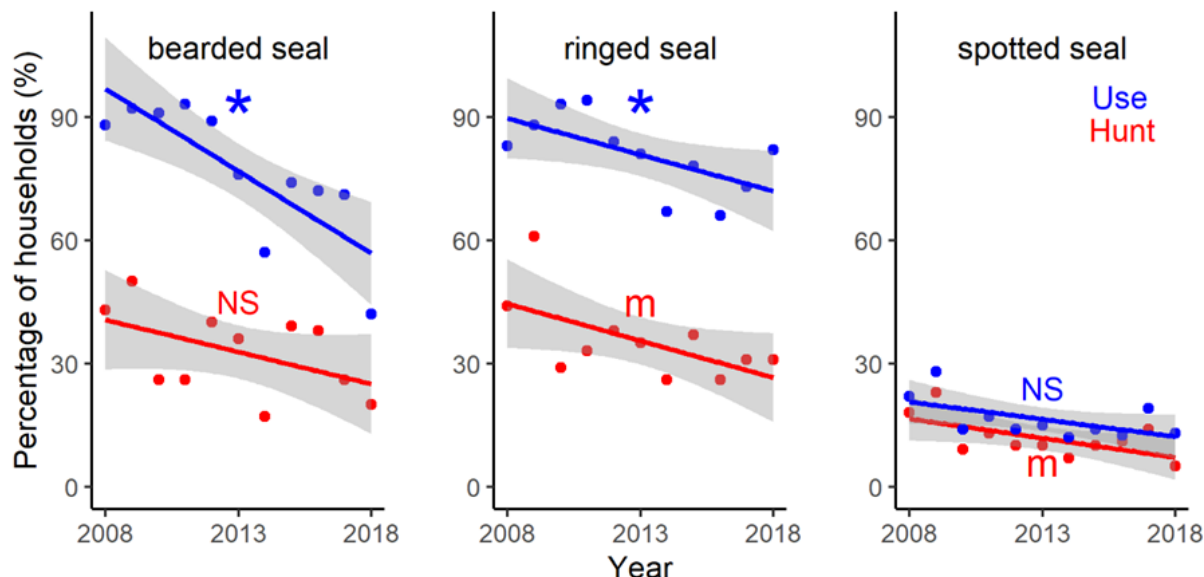 bearded seal
ringed seal
spotted seal
Percentage of households (%)
90
60
30
0
*
NS
2008
2013
2018
90
60
30
0
*
m
2008
2013
2018
90
60
30
0
Use
Hunt
NS
m
2008
2013
2018
Year